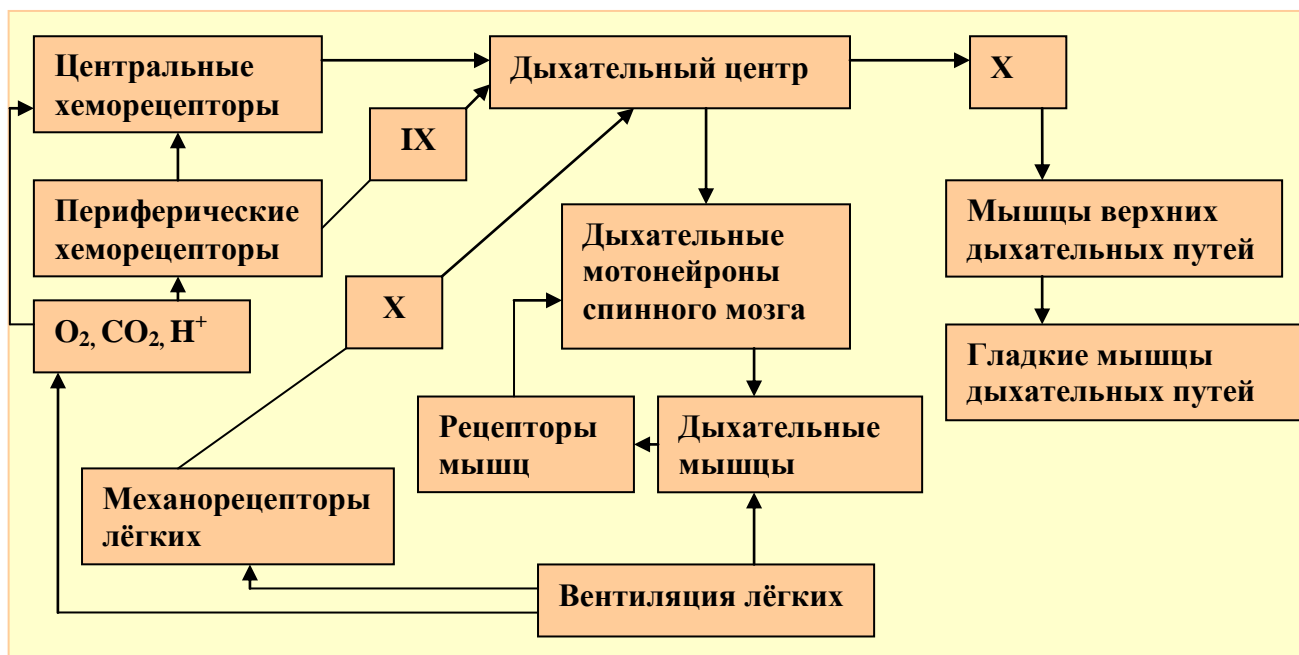 Центральные
хеморецепторы
Дыхательный центр
X
IX
Периферические
хеморецепторы
Дыхательные
мотонейроны
спинного мозга
Мышцы верхних
дыхательных путей
X
O₂, CO₂, H⁺
Гладкие мышцы
дыхательных путей
Рецепторы
мышц
Дыхательные
мышцы
Механорецепторы
лёгких
Вентиляция лёгких